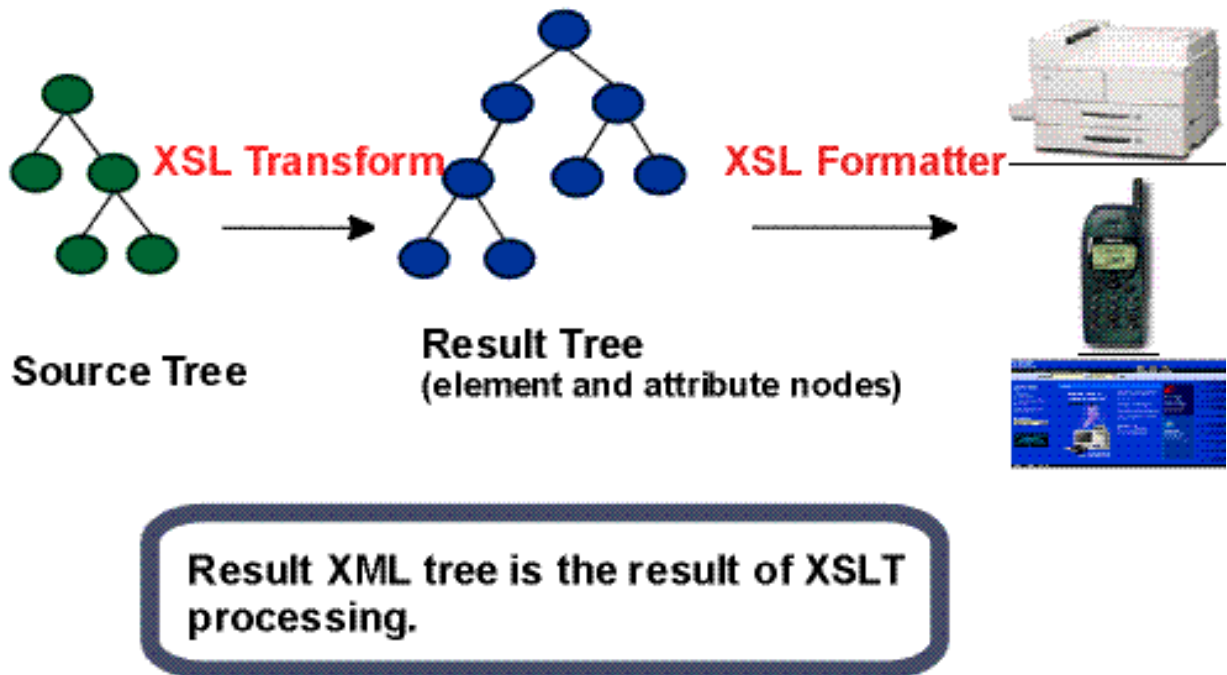 XSL Transform
XSL Formatter
Source Tree
Result Tree
(element and attribute nodes)
Result XML tree is the result of XSLT
processing.